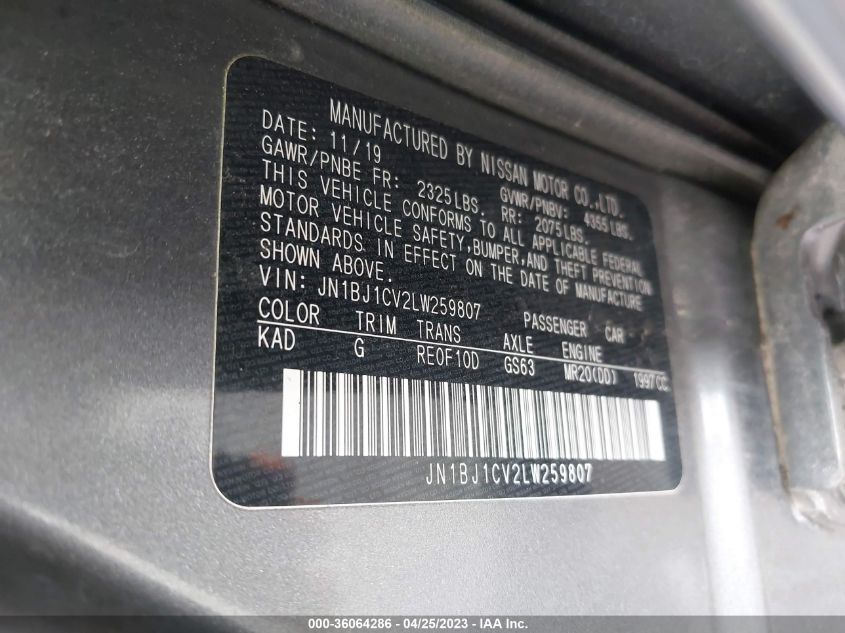 MANUFACTURED BY NISSAN MOTOR CO.,LTD.
DATE: 11/19 GVWR/PNBV: 4355 LBS.
GAWR/PNBE FR: 2325LBS. RR: 2075LBS.
THIS VEHICLE CONFORMS TO ALL APPLICABLE FEDERAL
MOTOR VEHICLE SAFETY,BUMPER,AND THEFT PREVENTION
STANDARDS IN EFFECT ON THE DATE OF MANUFACTURE
SHOWN ABOVE.
VIN: JN1BJ1CV2LW259807 PASSENGER CAR
COLOR TRIM TRANS AXLE ENGINE
KAD G RE0F10D GS63 MR20(DD) 1997CC
JN1BJ1CV2LW259807
000-36064286 - 04/25/2023 - IAA Inc.